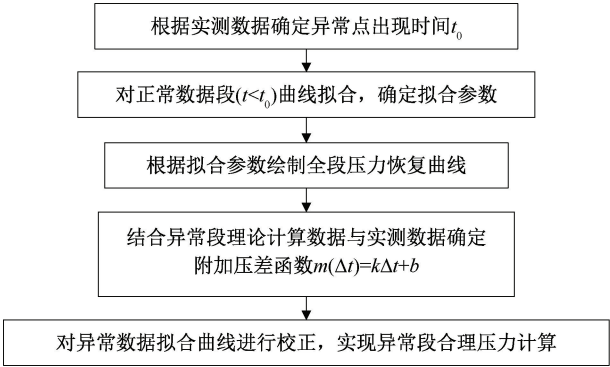 根据实测数据确定异常点出现时间t₀
对正常数据段(t<t₀)曲线拟合，确定拟合参数
根据拟合参数绘制全段压力恢复曲线
结合异常段理论计算数据与实测数据确定
附加压差函数m(Δt)=kΔt+b
对异常数据拟合曲线进行校正，实现异常段合理压力计算